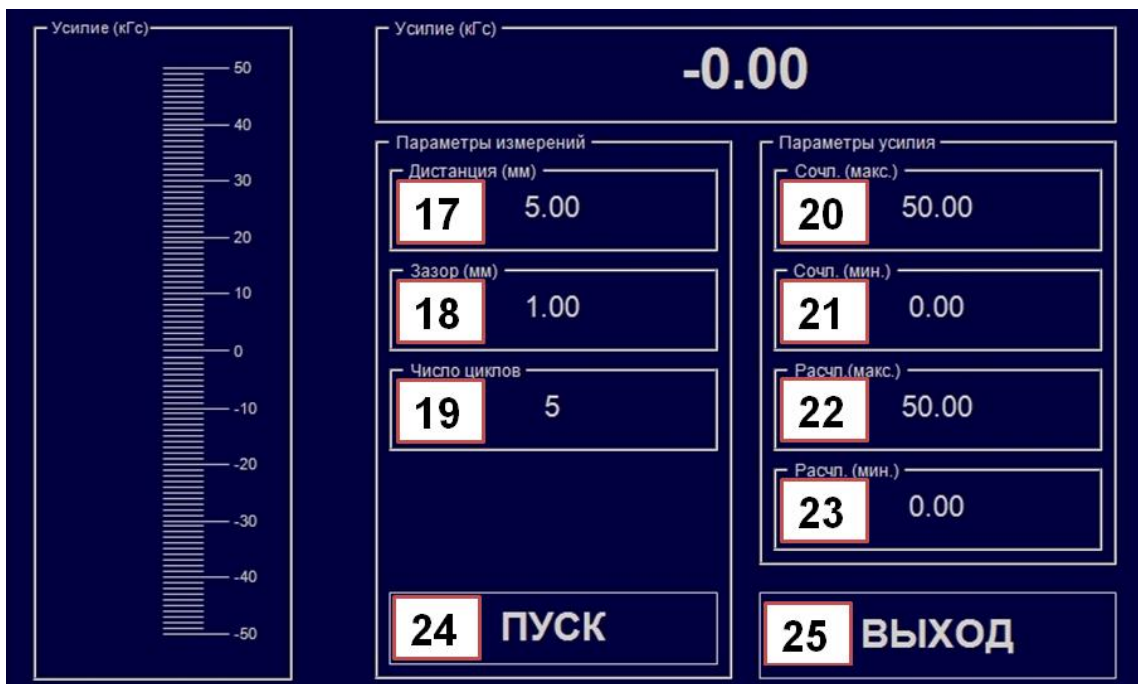 Усилие (кГс)
50
40
30
20
10
0
-10
-20
-30
-40
-50
Усилие (кГс)
-0.00
Параметры измерений
Дистанция (мм)
17 5.00
Зазор (мм)
18 1.00
Число циклов
19 5
24 ПУСК
Параметры усилия
Сочл. (макс.)
20 50.00
Сочл. (мин.)
21 0.00
Расчл.(макс.)
22 50.00
Расчл. (мин.)
23 0.00
25 ВЫХОД